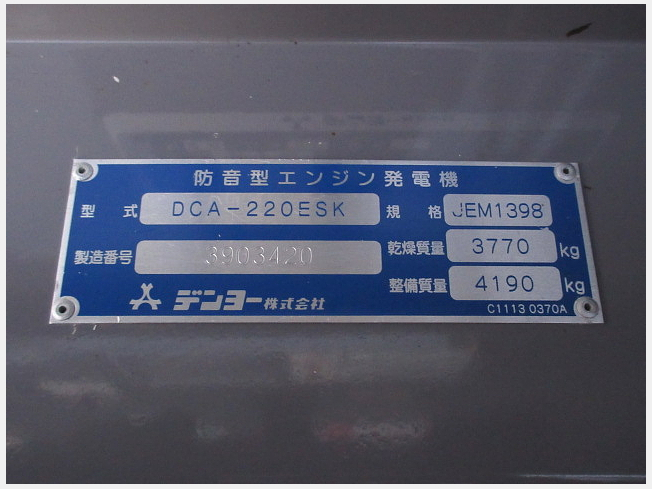 防音型エンジン発電機
型式 DCA-220ESK 規格 JEM1398
製造番号 3903420 乾燥質量 3770 kg
整備質量 4190 kg
デンヨー株式会社 C1113 0370A